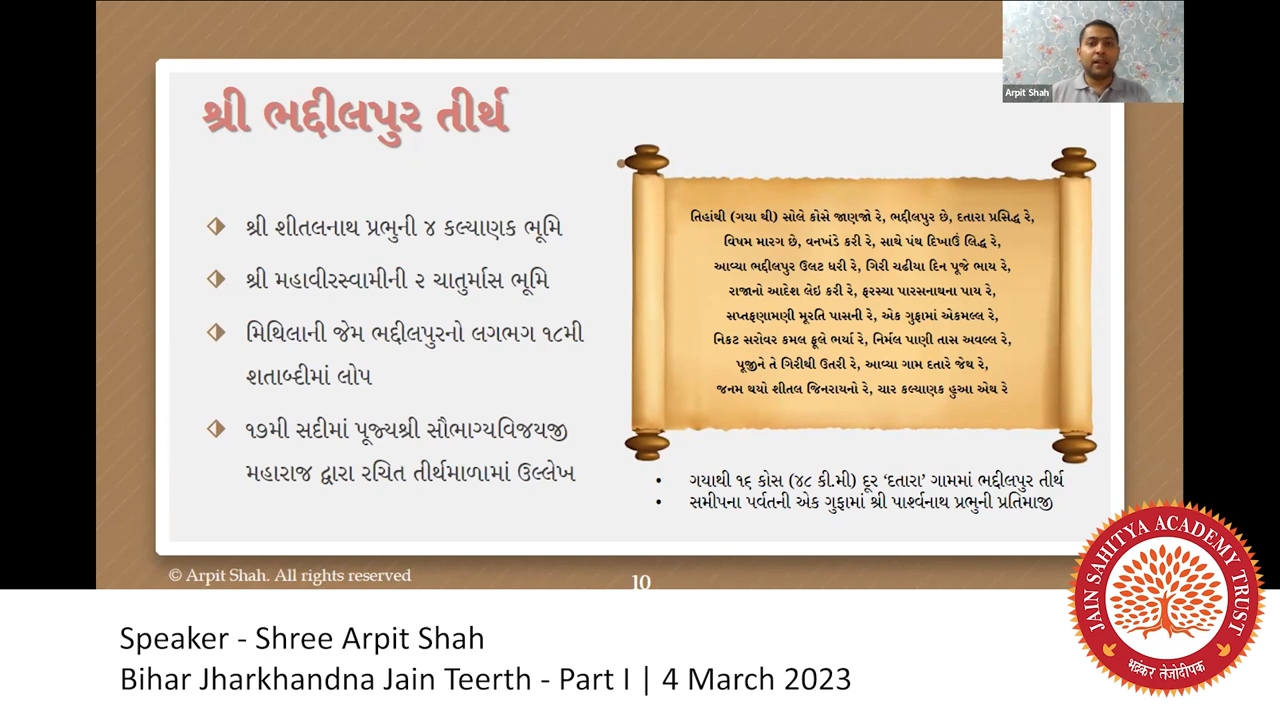 Arpit Shah
શ્રી ભદ્દીલપુર તીર્થ
શ્રી શીતલનાથ પ્રભુની ૪ કલ્યાણક ભૂમિ
શ્રી મહાવીરસ્વામીની ૨ ચાતુર્માસ ભૂમિ
મિથિલાની જેમ ભદ્દીલપુરનો લગભગ ૧૮મી
શતાબ્દીમાં લોપ
૧૭મી સદીમાં પૂજ્યશ્રી સૌભાગ્યવિજયજી
મહારાજ દ્વારા રચિત તીર્થમાળામાં ઉલ્લેખ
તિહાંથી (ગયા થી) સોલે કોસે જાણજો રે, ભદ્દીલપુર છે, દતારા પ્રસિદ્ધ રે,
વિષમ મારગ છે, વનખંડે કરી રે, સાથે પંથ દિખાઉં લિદ્ધ રે,
આવ્યા ભદ્દીલપુર ઉલટ ધરી રે, ગિરી ચઢીયા દિન પૂજે ભાય રે,
રાજાનો આદેશ લેઇ કરી રે, ફરસ્યા પારસનાથના પાય રે,
સપ્તફણામણી મૂરતિ પાસની રે, એક ગુફામાં એકમલ્લ રે,
નિકટ સરોવર કમલ ફૂલે ભર્યા રે, નિર્મલ પાણી તાસ અવલ્લ રે,
પૂજીને તે ગિરીથી ઉતરી રે, આવ્યા ગામ દતારે જેથ રે,
જનમ થયો શીતલ જિનરાયનો રે, ચાર કલ્યાણક હુઆ એથ રે
ગયાથી ૧૬ કોસ (૪૮ કી.મી) દૂર ‘દતારા’ ગામમાં ભદ્દીલપુર તીર્થ
સમીપના પર્વતની એક ગુફામાં શ્રી પાર્શ્વનાથ પ્રભુની પ્રતિમાજી
© Arpit Shah. All rights reserved
10
JAIN SAHITYA ACADEMY TRUST
भद्रंकर तेजोदीपक
Speaker - Shree Arpit Shah
Bihar Jharkhandna Jain Teerth - Part I | 4 March 2023